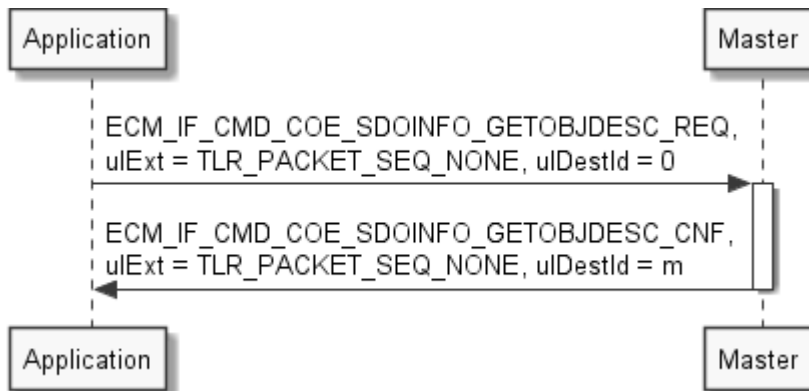 Application Master
ECM_IF_CMD_COE_SDOINFO_GETOBJDESC_REQ,
ulExt = TLR_PACKET_SEQ_NONE, ulDestId = 0
ECM_IF_CMD_COE_SDOINFO_GETOBJDESC_CNF,
ulExt = TLR_PACKET_SEQ_NONE, ulDestId = m
Application Master